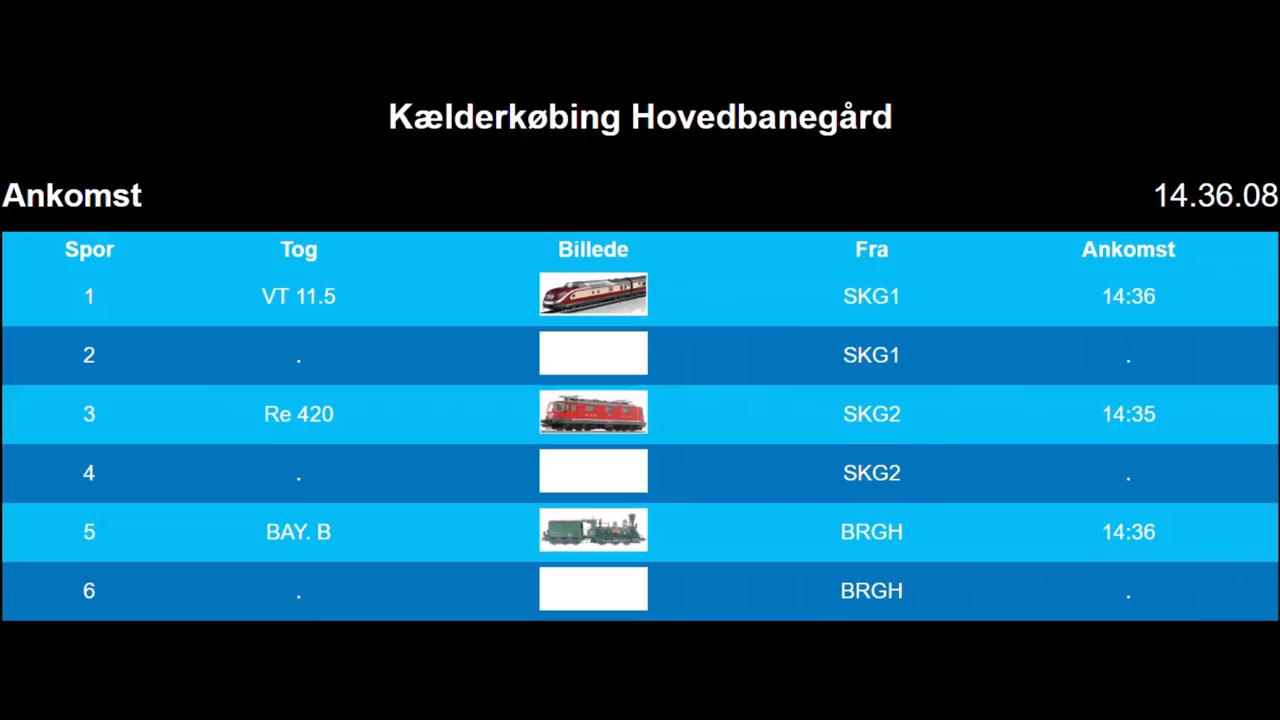 Kælderkøbing Hovedbanegård
Ankomst 14.36.08
Spor Tog Billede Fra Ankomst
1 VT 11.5 SKG1 14:36
2 . SKG1 .
3 Re 420 SKG2 14:35
4 . SKG2 .
5 BAY. B BRGH 14:36
6 . BRGH .